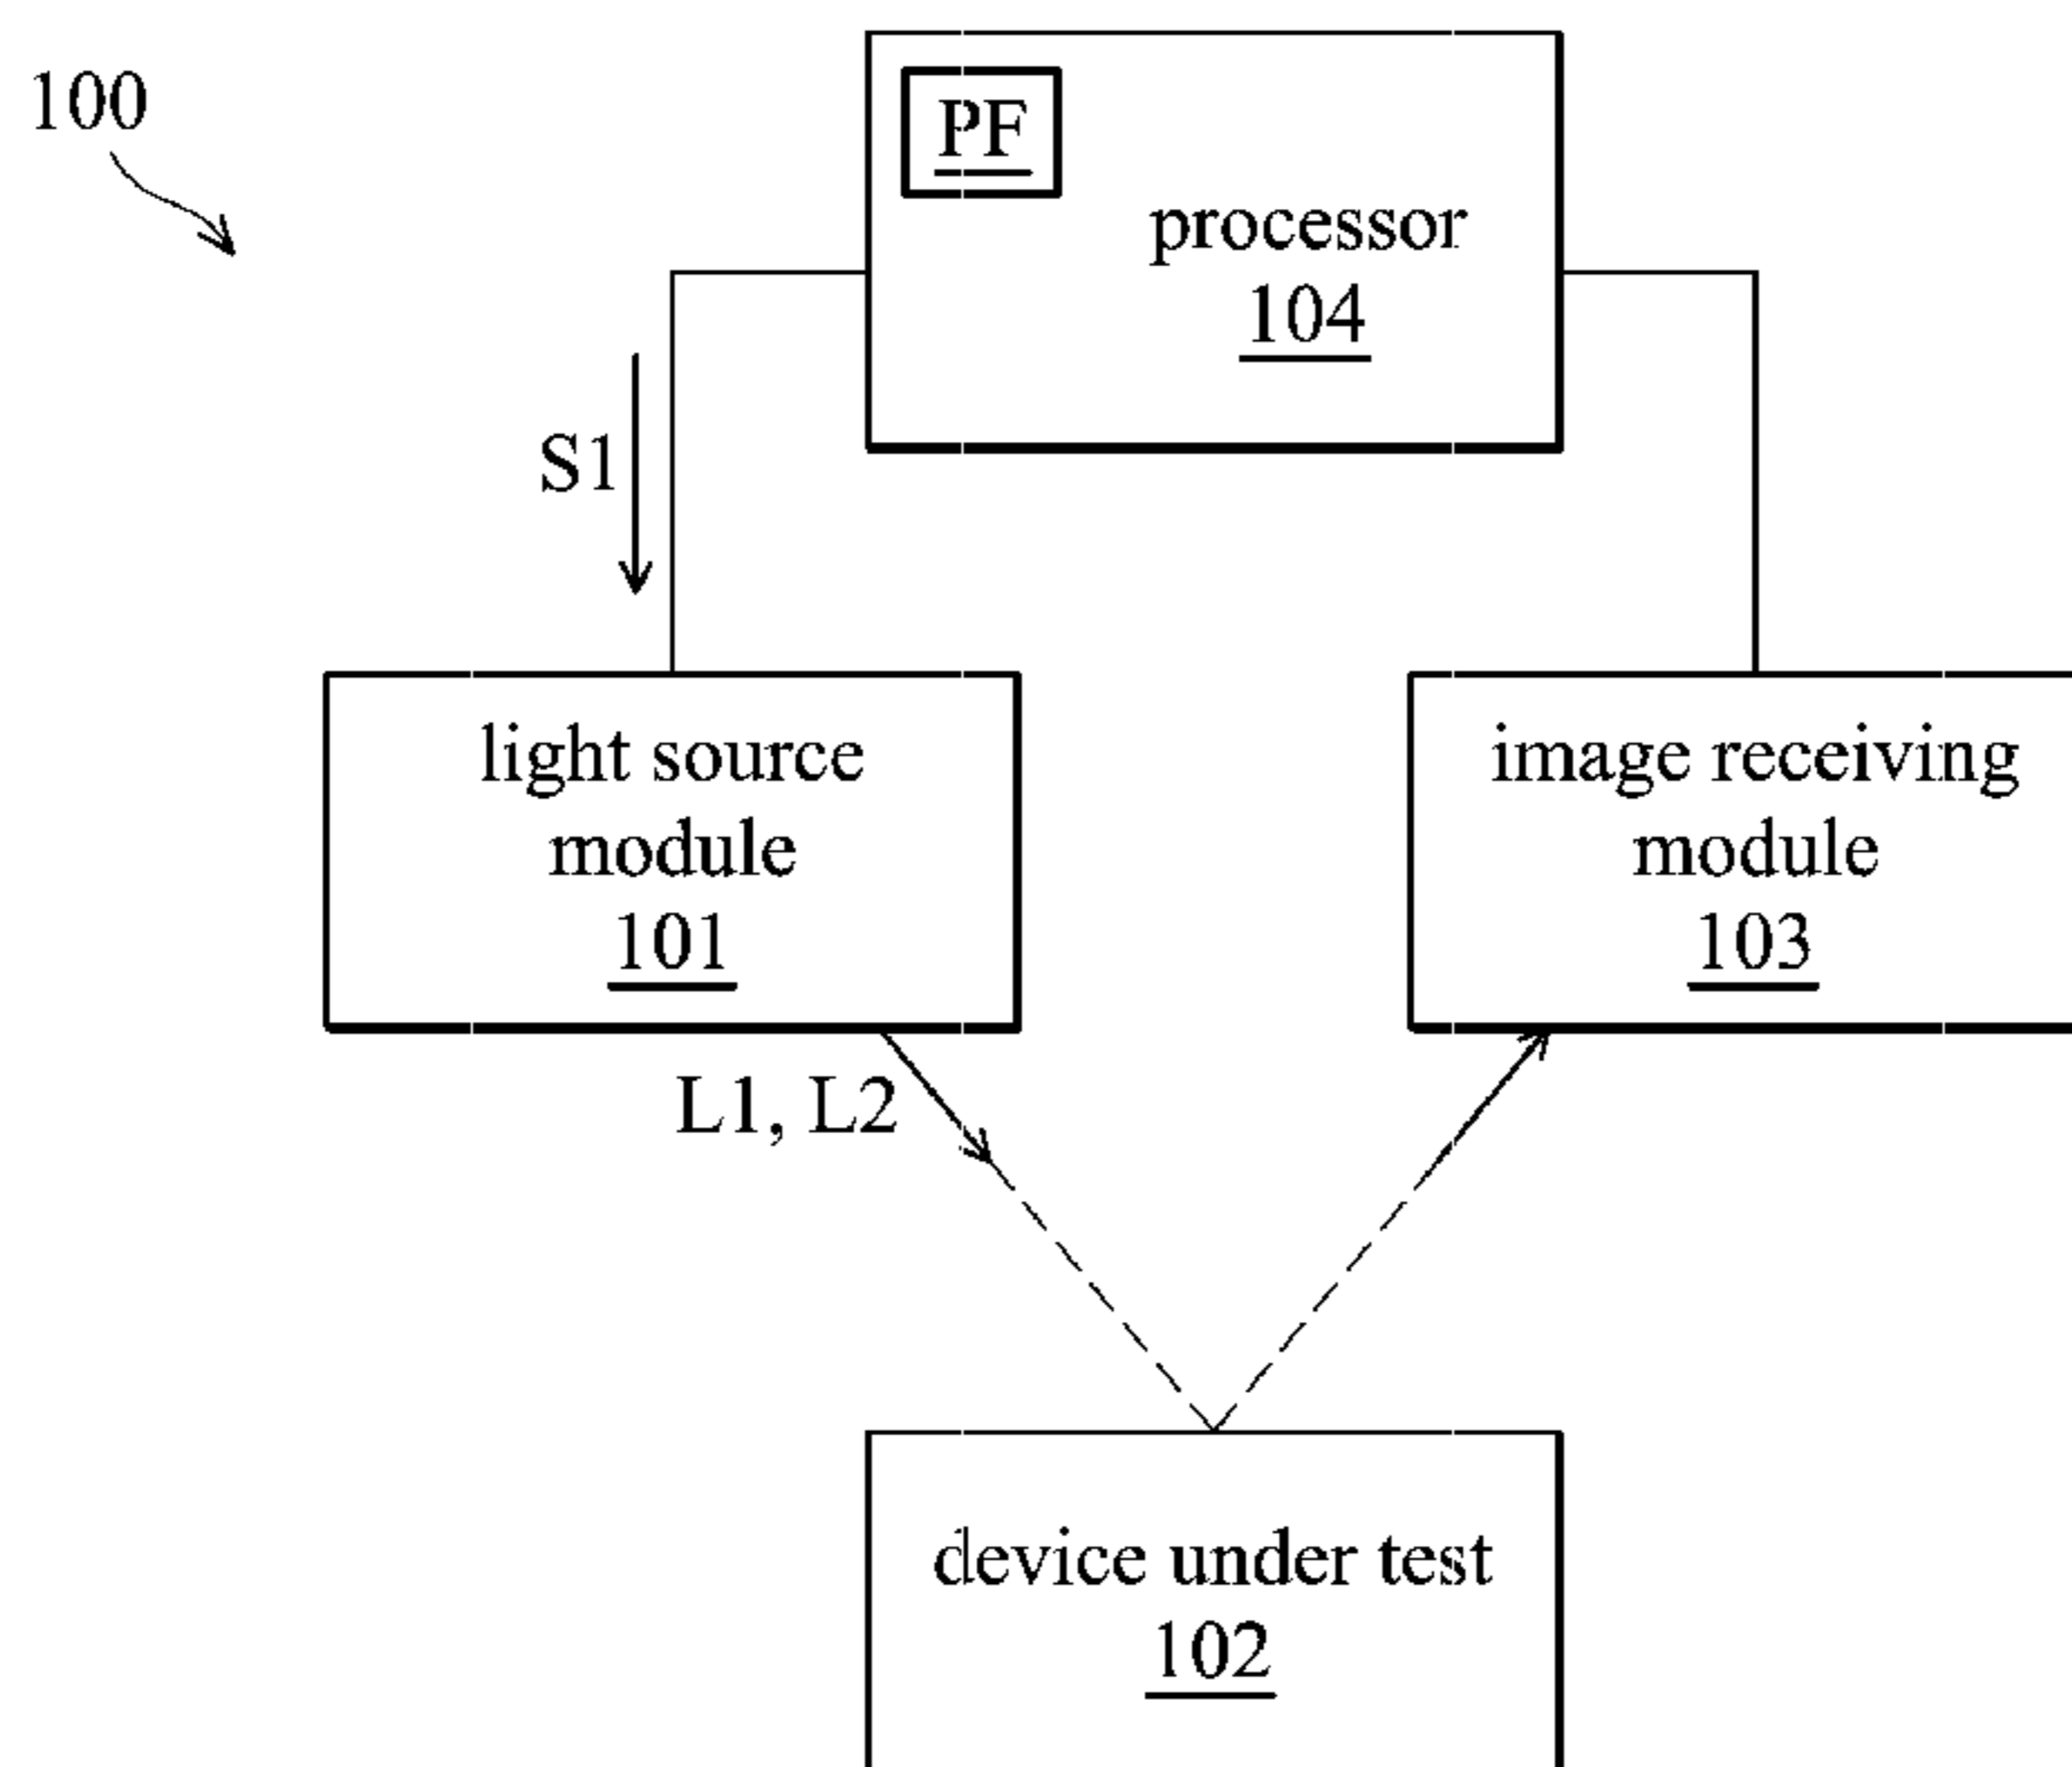 100
PF
processor
104
S1
light source
module
101
image receiving
module
103
L1, L2
device under test
102